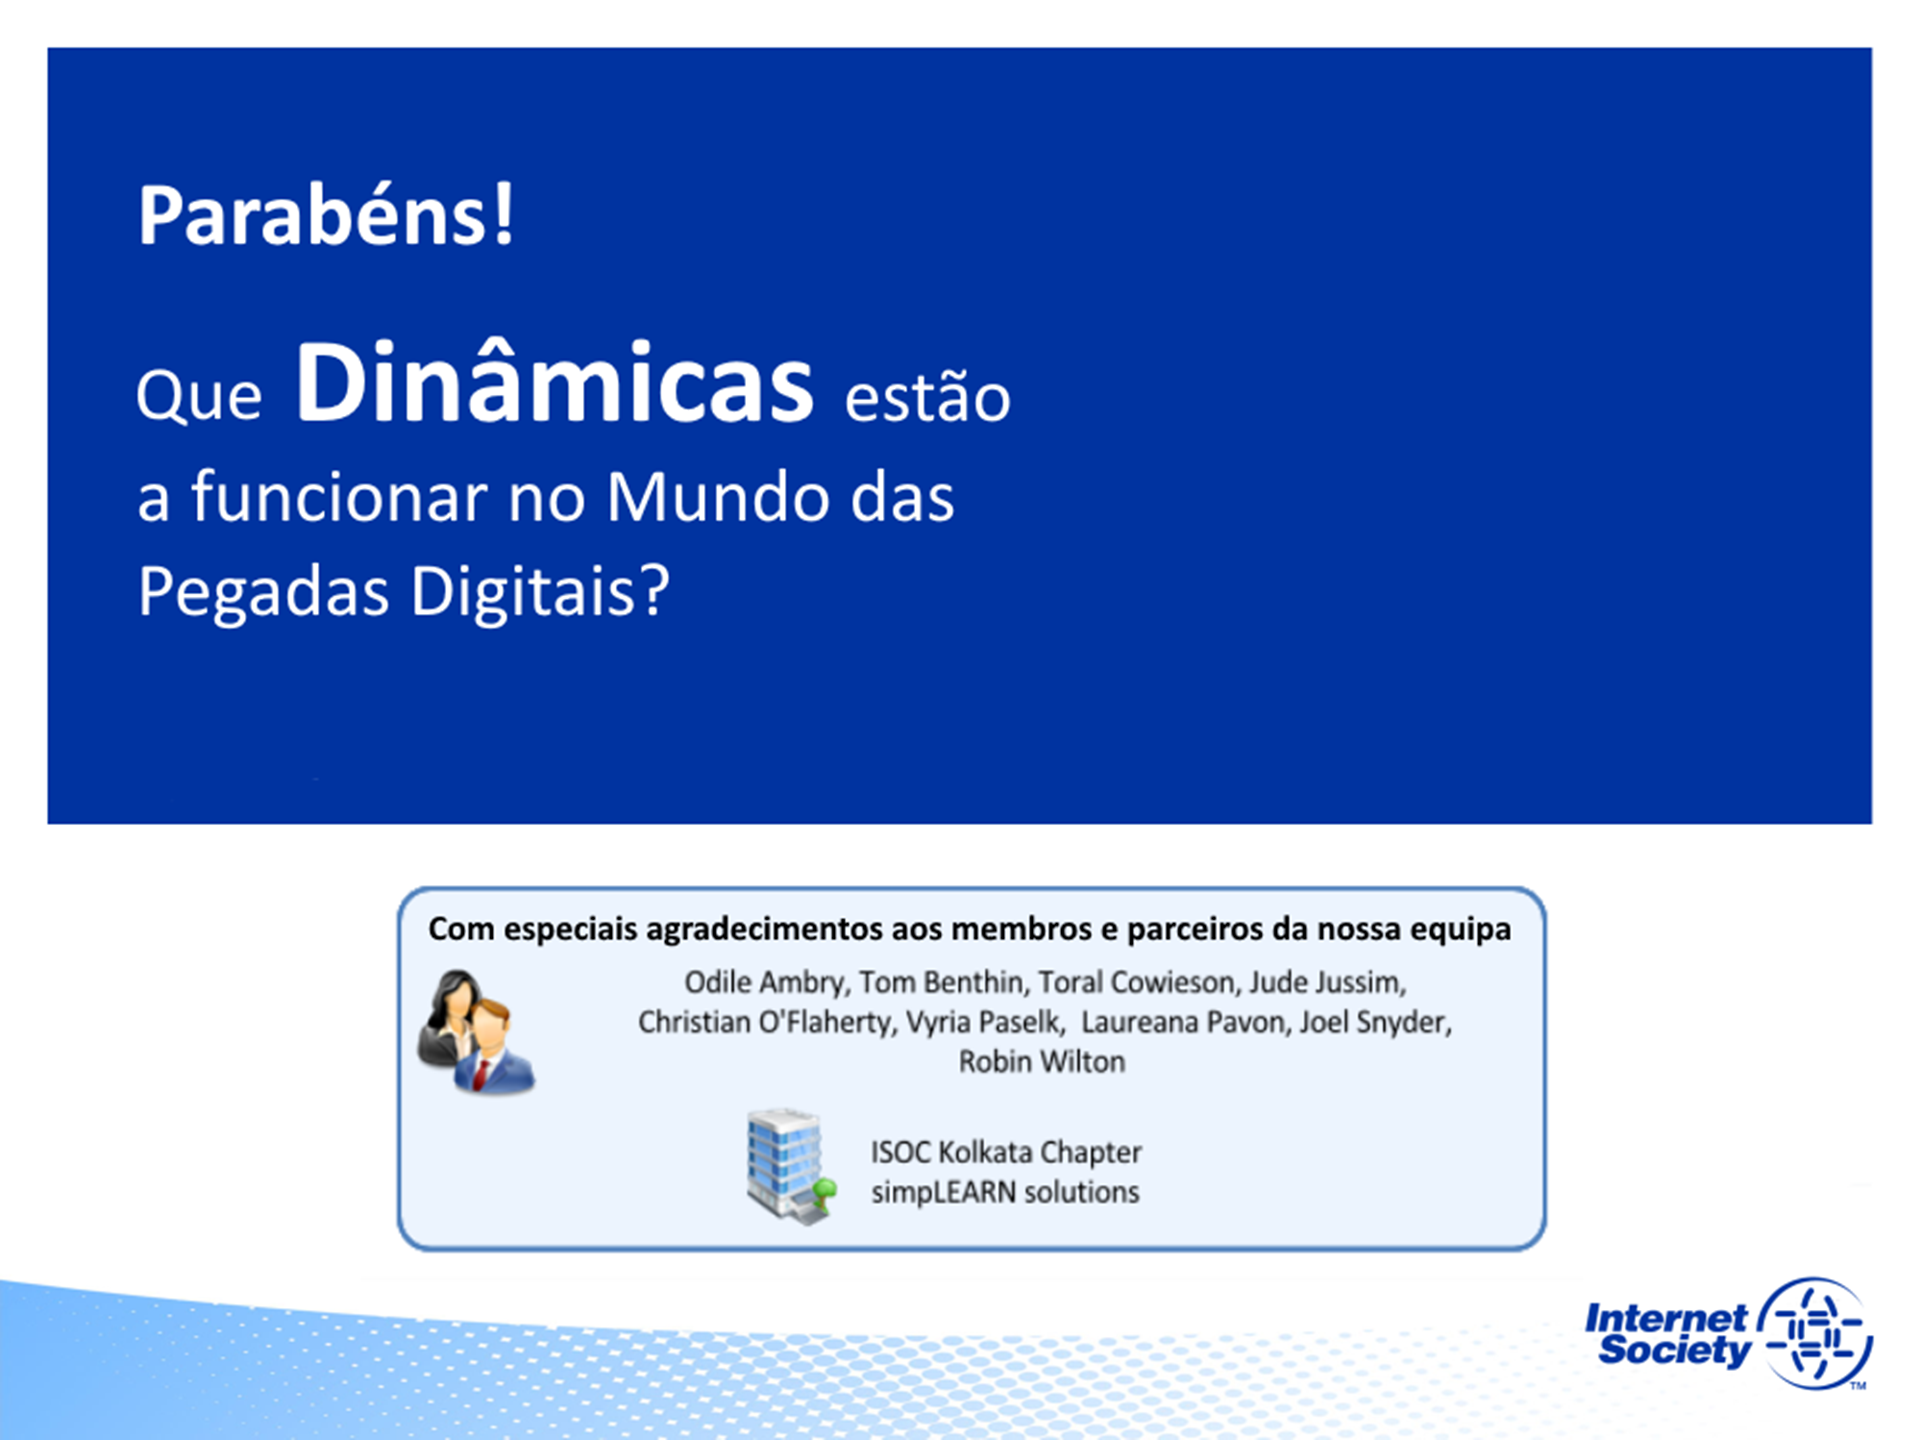 Parabéns!
Que Dinâmicas estão
a funcionar no Mundo das
Pegadas Digitais?
Com especiais agradecimentos aos membros e parceiros da nossa equipa
Odile Ambry, Tom Benthin, Toral Cowieson, Jude Jussim,
Christian O'Flaherty, Vyria Paselk, Laureana Pavon, Joel Snyder,
Robin Wilton
ISOC Kolkata Chapter
simpLEARN solutions
Internet
Society
TM